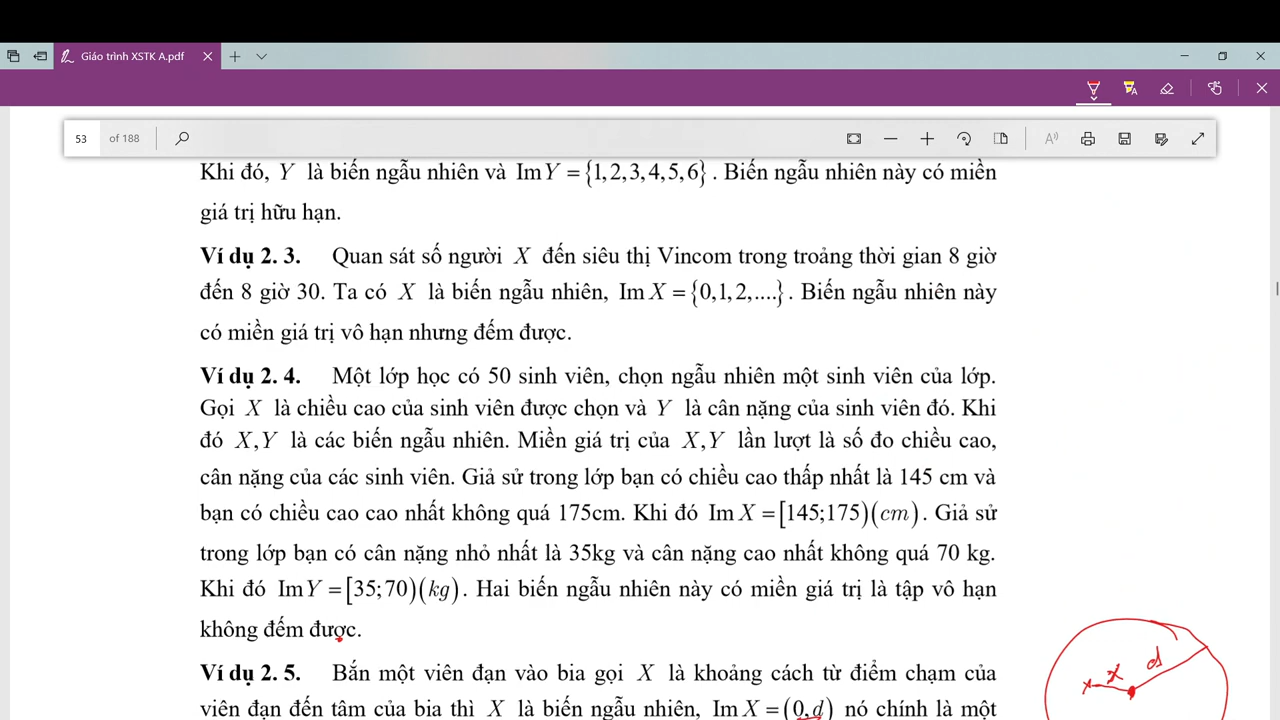 Giáo trình XSTK A.pdf
53 of 188
Khi đó, Y là biến ngẫu nhiên và Im Y = {1,2,3,4,5,6} . Biến ngẫu nhiên này có miền
giá trị hữu hạn.
Ví dụ 2. 3. Quan sát số người X đến siêu thị Vincom trong troảng thời gian 8 giờ
đến 8 giờ 30. Ta có X là biến ngẫu nhiên, Im X = {0,1,2,....} . Biến ngẫu nhiên này
có miền giá trị vô hạn nhưng đếm được.
Ví dụ 2. 4. Một lớp học có 50 sinh viên, chọn ngẫu nhiên một sinh viên của lớp.
Gọi X là chiều cao của sinh viên được chọn và Y là cân nặng của sinh viên đó. Khi
đó X,Y là các biến ngẫu nhiên. Miền giá trị của X,Y lần lượt là số đo chiều cao,
cân nặng của các sinh viên. Giả sử trong lớp bạn có chiều cao thấp nhất là 145 cm và
bạn có chiều cao cao nhất không quá 175cm. Khi đó Im X = [145;175)(cm) . Giả sử
trong lớp bạn có cân nặng nhỏ nhất là 35kg và cân nặng cao nhất không quá 70 kg.
Khi đó Im Y = [35;70)(kg) . Hai biến ngẫu nhiên này có miền giá trị là tập vô hạn
không đếm được.
Ví dụ 2. 5. Bắn một viên đạn vào bia gọi X là khoảng cách từ điểm chạm của
viên đạn đến tâm của bia thì X là biến ngẫu nhiên, Im X = (0,d) nó chính là một
x X d